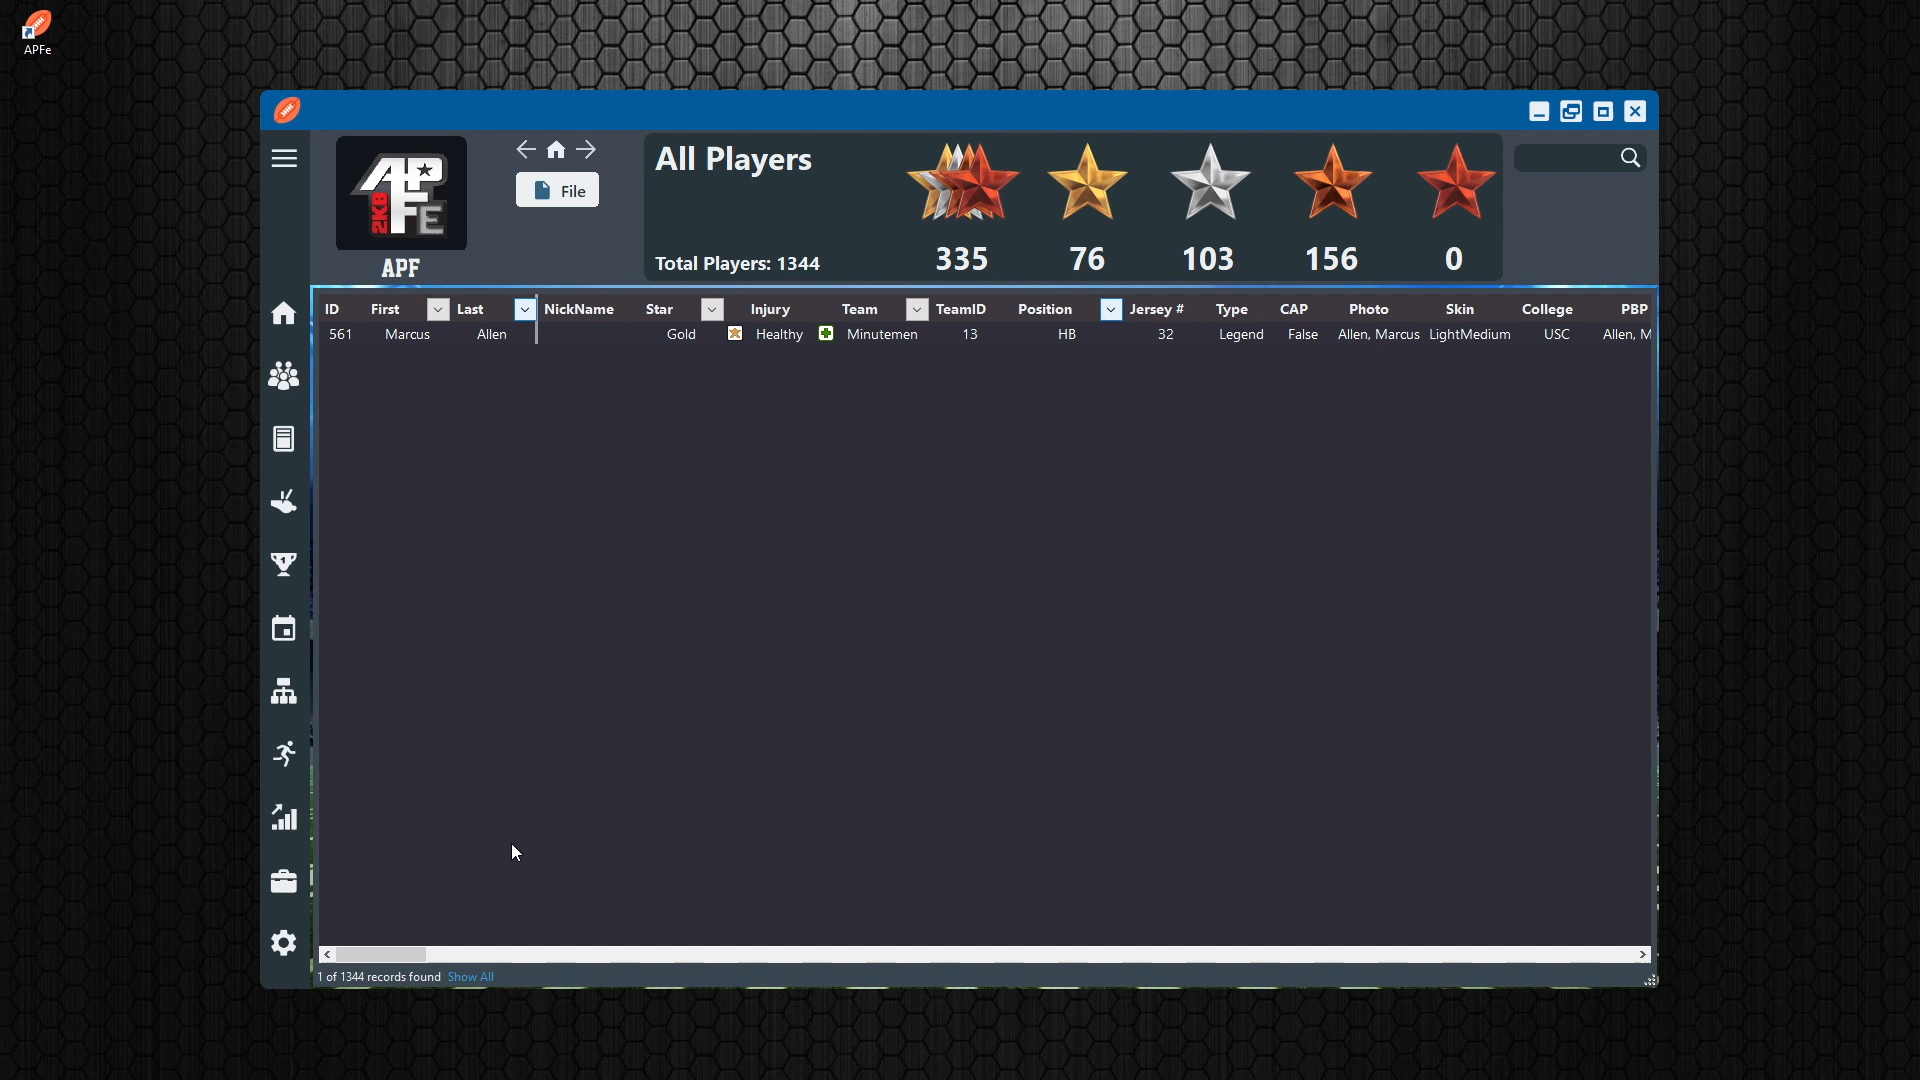 APFe
APFE
2K8
APF
File
All Players
Total Players: 1344
335
76
103
156
0
ID First Last NickName Star Injury Team TeamID Position Jersey # Type CAP Photo Skin College PBP
561 Marcus Allen Gold Healthy Minutemen 13 HB 32 Legend False Allen, Marcus LightMedium USC Allen, M
1 of 1344 records found Show All